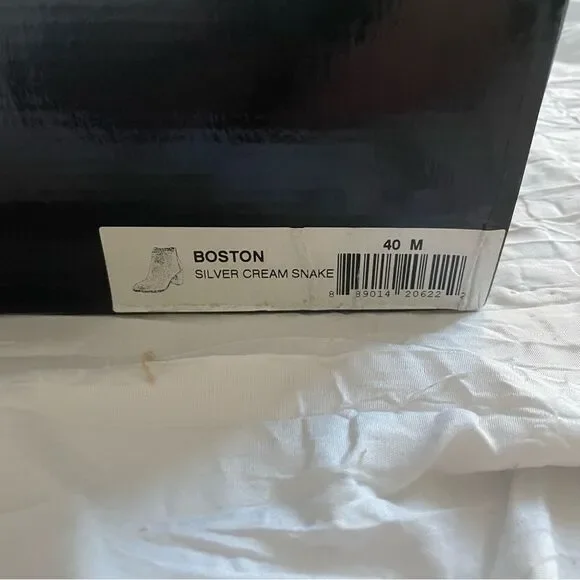 BOSTON
SILVER CREAM SNAKE
40 M
8 89014 20622 2